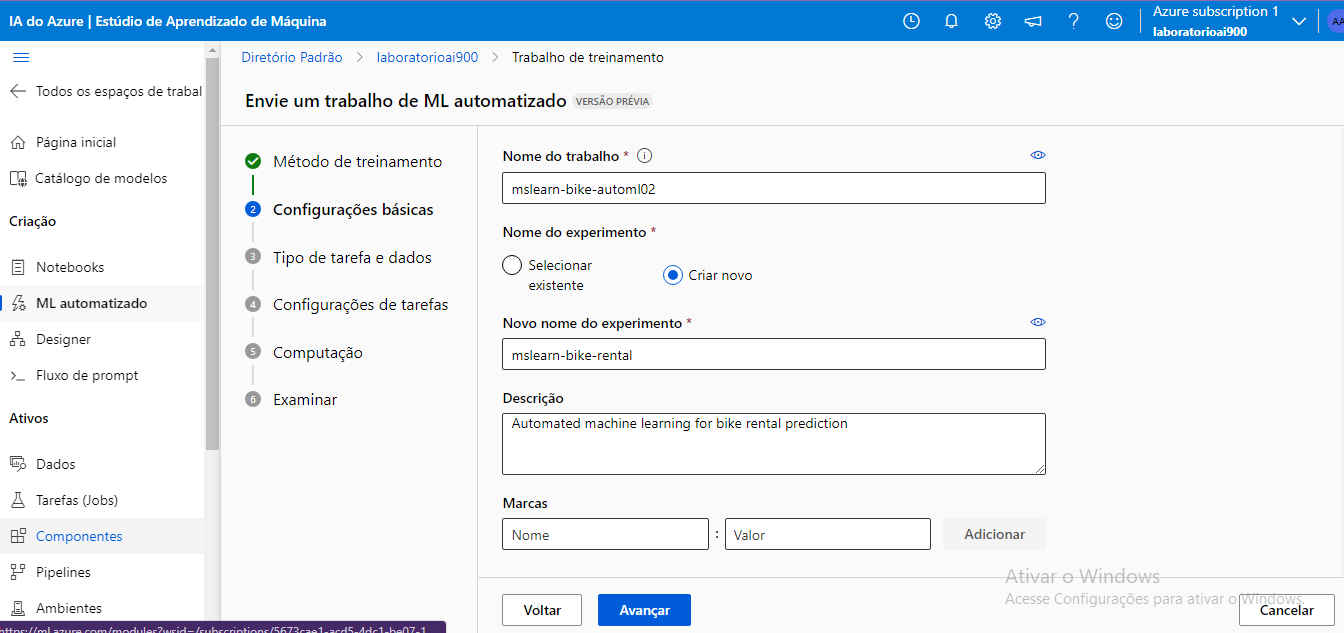 IA do Azure | Estúdio de Aprendizado de Máquina
Azure subscription 1
laboratorioai900
AA
Todos os espaços de trabal
Página inicial
Catálogo de modelos
Criação
Notebooks
ML automatizado
Designer
Fluxo de prompt
Ativos
Dados
Tarefas (Jobs)
Componentes
Pipelines
Ambientes
https://ml.azure.com/modules?wsid=/subscriptions/5673cae1-acd5-4dc1-be07-1...
Diretório Padrão > laboratorioai900 > Trabalho de treinamento
Envie um trabalho de ML automatizado VERSÃO PRÉVIA
Método de treinamento
2 Configurações básicas
3 Tipo de tarefa e dados
4 Configurações de tarefas
5 Computação
6 Examinar
Nome do trabalho *
mslearn-bike-automl02
Nome do experimento *
Selecionar
existente
Criar novo
Novo nome do experimento *
mslearn-bike-rental
Descrição
Automated machine learning for bike rental prediction
Marcas
Nome : Valor Adicionar
Ativar o Windows
Acesse Configurações para ativar o Windows.
Voltar Avançar Cancelar